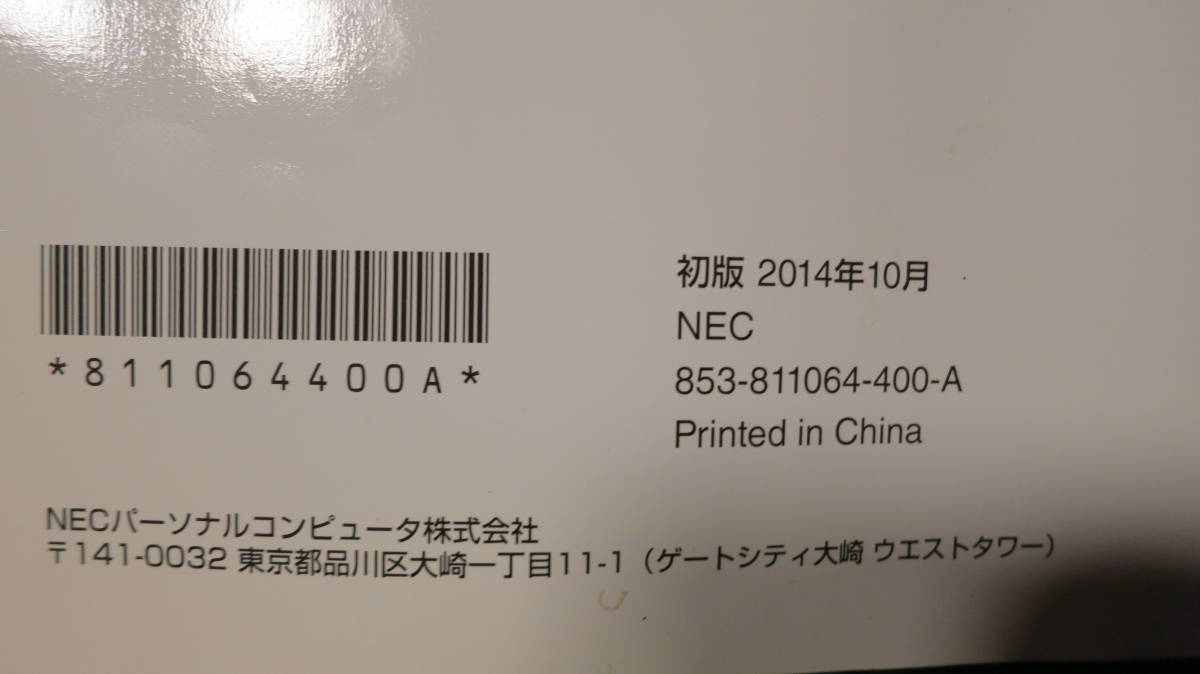 *811064400A*
初版 2014年10月
NEC
853-811064-400-A
Printed in China
NECパーソナルコンピュータ株式会社
〒141-0032 東京都品川区大崎一丁目11-1（ゲートシティ大崎 ウエストタワー）